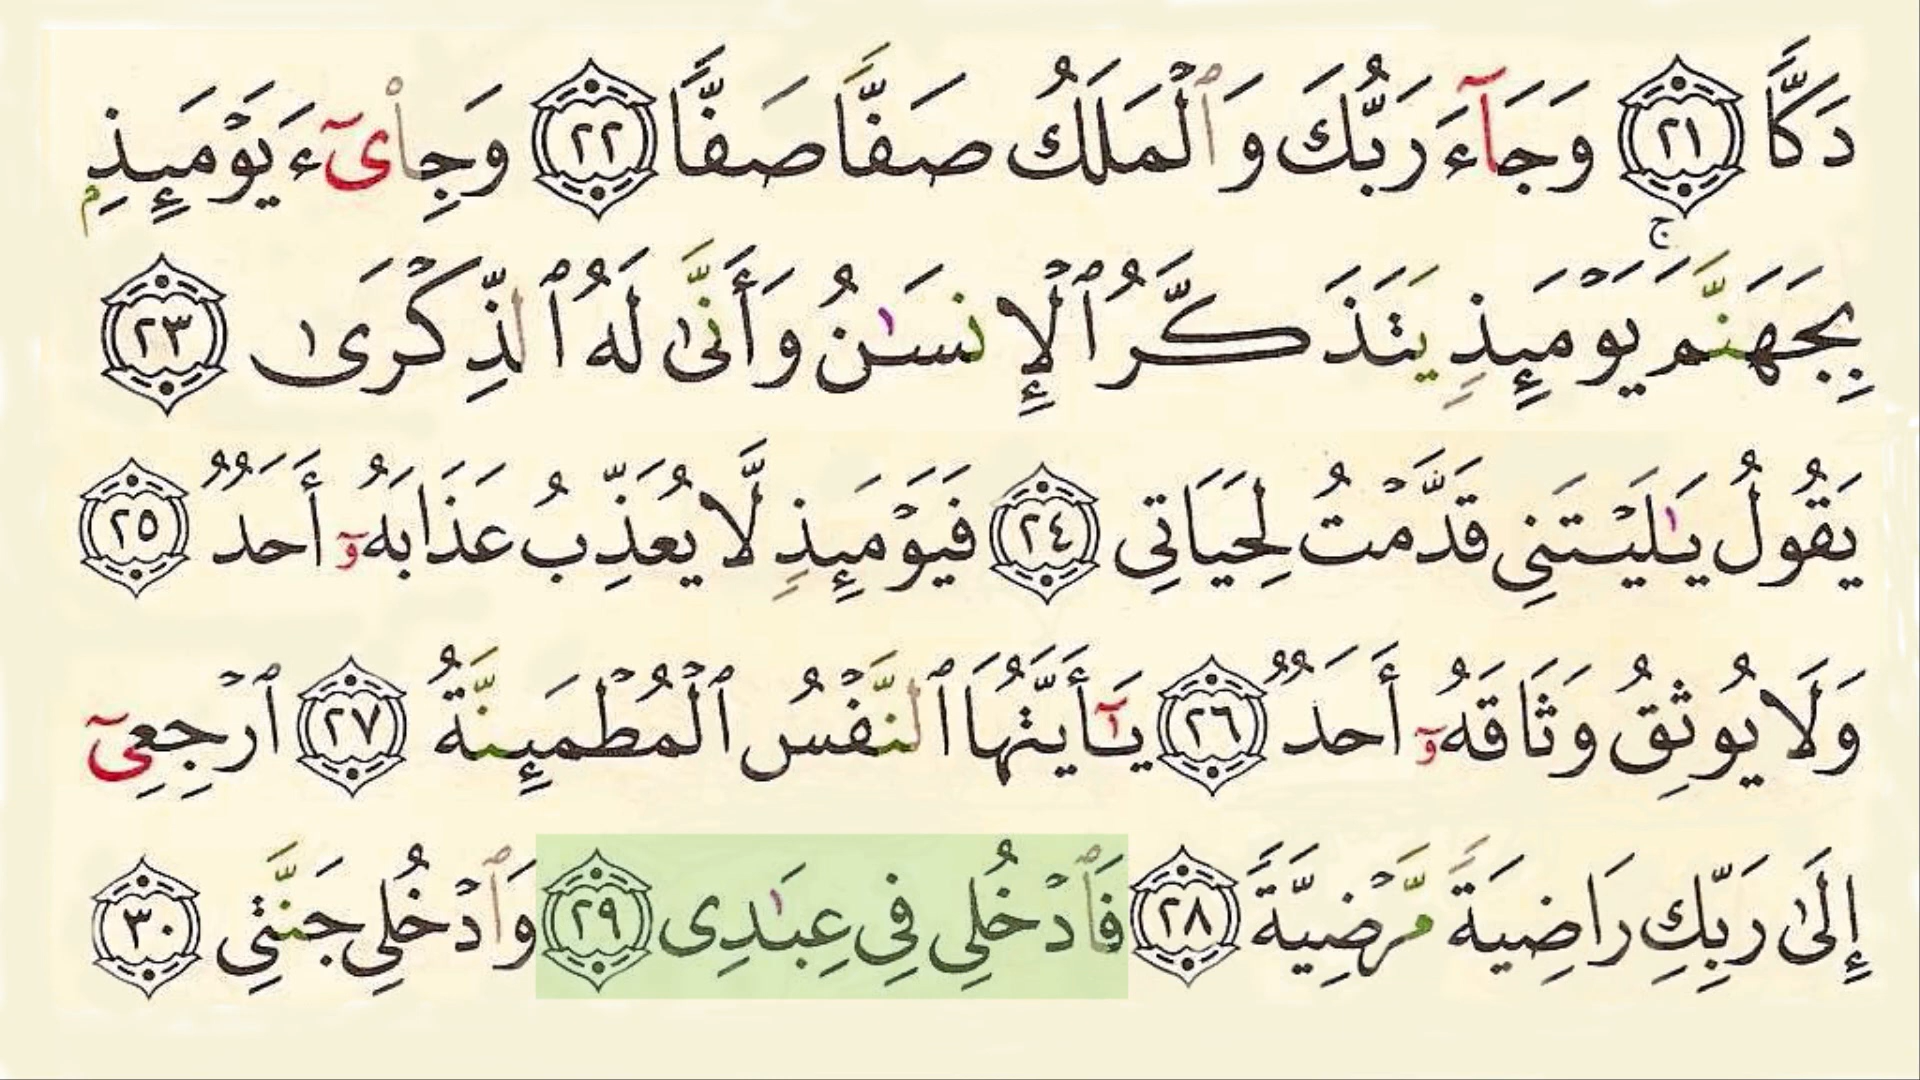 دَكًّا ٢١ وَجَآءَ رَبُّكَ وَٱلْمَلَكُ صَفًّا صَفًّا ٢٢ وَجِا۟ىٓءَ يَوْمَئِذٍۭ
بِجَهَنَّمَ ۚ يَوْمَئِذٍ يَتَذَكَّرُ ٱلْإِنسَٰنُ وَأَنَّىٰ لَهُ ٱلذِّكْرَىٰ ٢٣
يَقُولُ يَٰلَيْتَنِى قَدَّمْتُ لِحَيَاتِى ٢٤ فَيَوْمَئِذٍ لَّا يُعَذِّبُ عَذَابَهُۥٓ أَحَدٌ ٢٥
وَلَا يُوثِقُ وَثَاقَهُۥٓ أَحَدٌ ٢٦ يَٰٓأَيَّتُهَا ٱلنَّفْسُ ٱلْمُطْمَئِنَّةُ ٢٧ ٱرْجِعِىٓ
إِلَىٰ رَبِّكِ رَاضِيَةً مَّرْضِيَّةً ٢٨ فَٱدْخُلِى فِى عِبَٰدِى ٢٩ وَٱدْخُلِى جَنَّتِى ٣٠